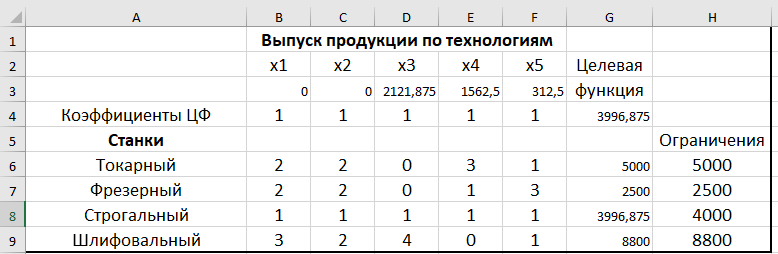 A B C D E F G H
1 Выпуск продукции по технологиям
2 x1 x2 x3 x4 x5 Целевая
3 0 0 2121,875 1562,5 312,5 функция
4 Коэффициенты ЦФ 1 1 1 1 1 3996,875
5 Станки Ограничения
6 Токарный 2 2 0 3 1 5000 5000
7 Фрезерный 2 2 0 1 3 2500 2500
8 Строгальный 1 1 1 1 1 3996,875 4000
9 Шлифовальный 3 2 4 0 1 8800 8800